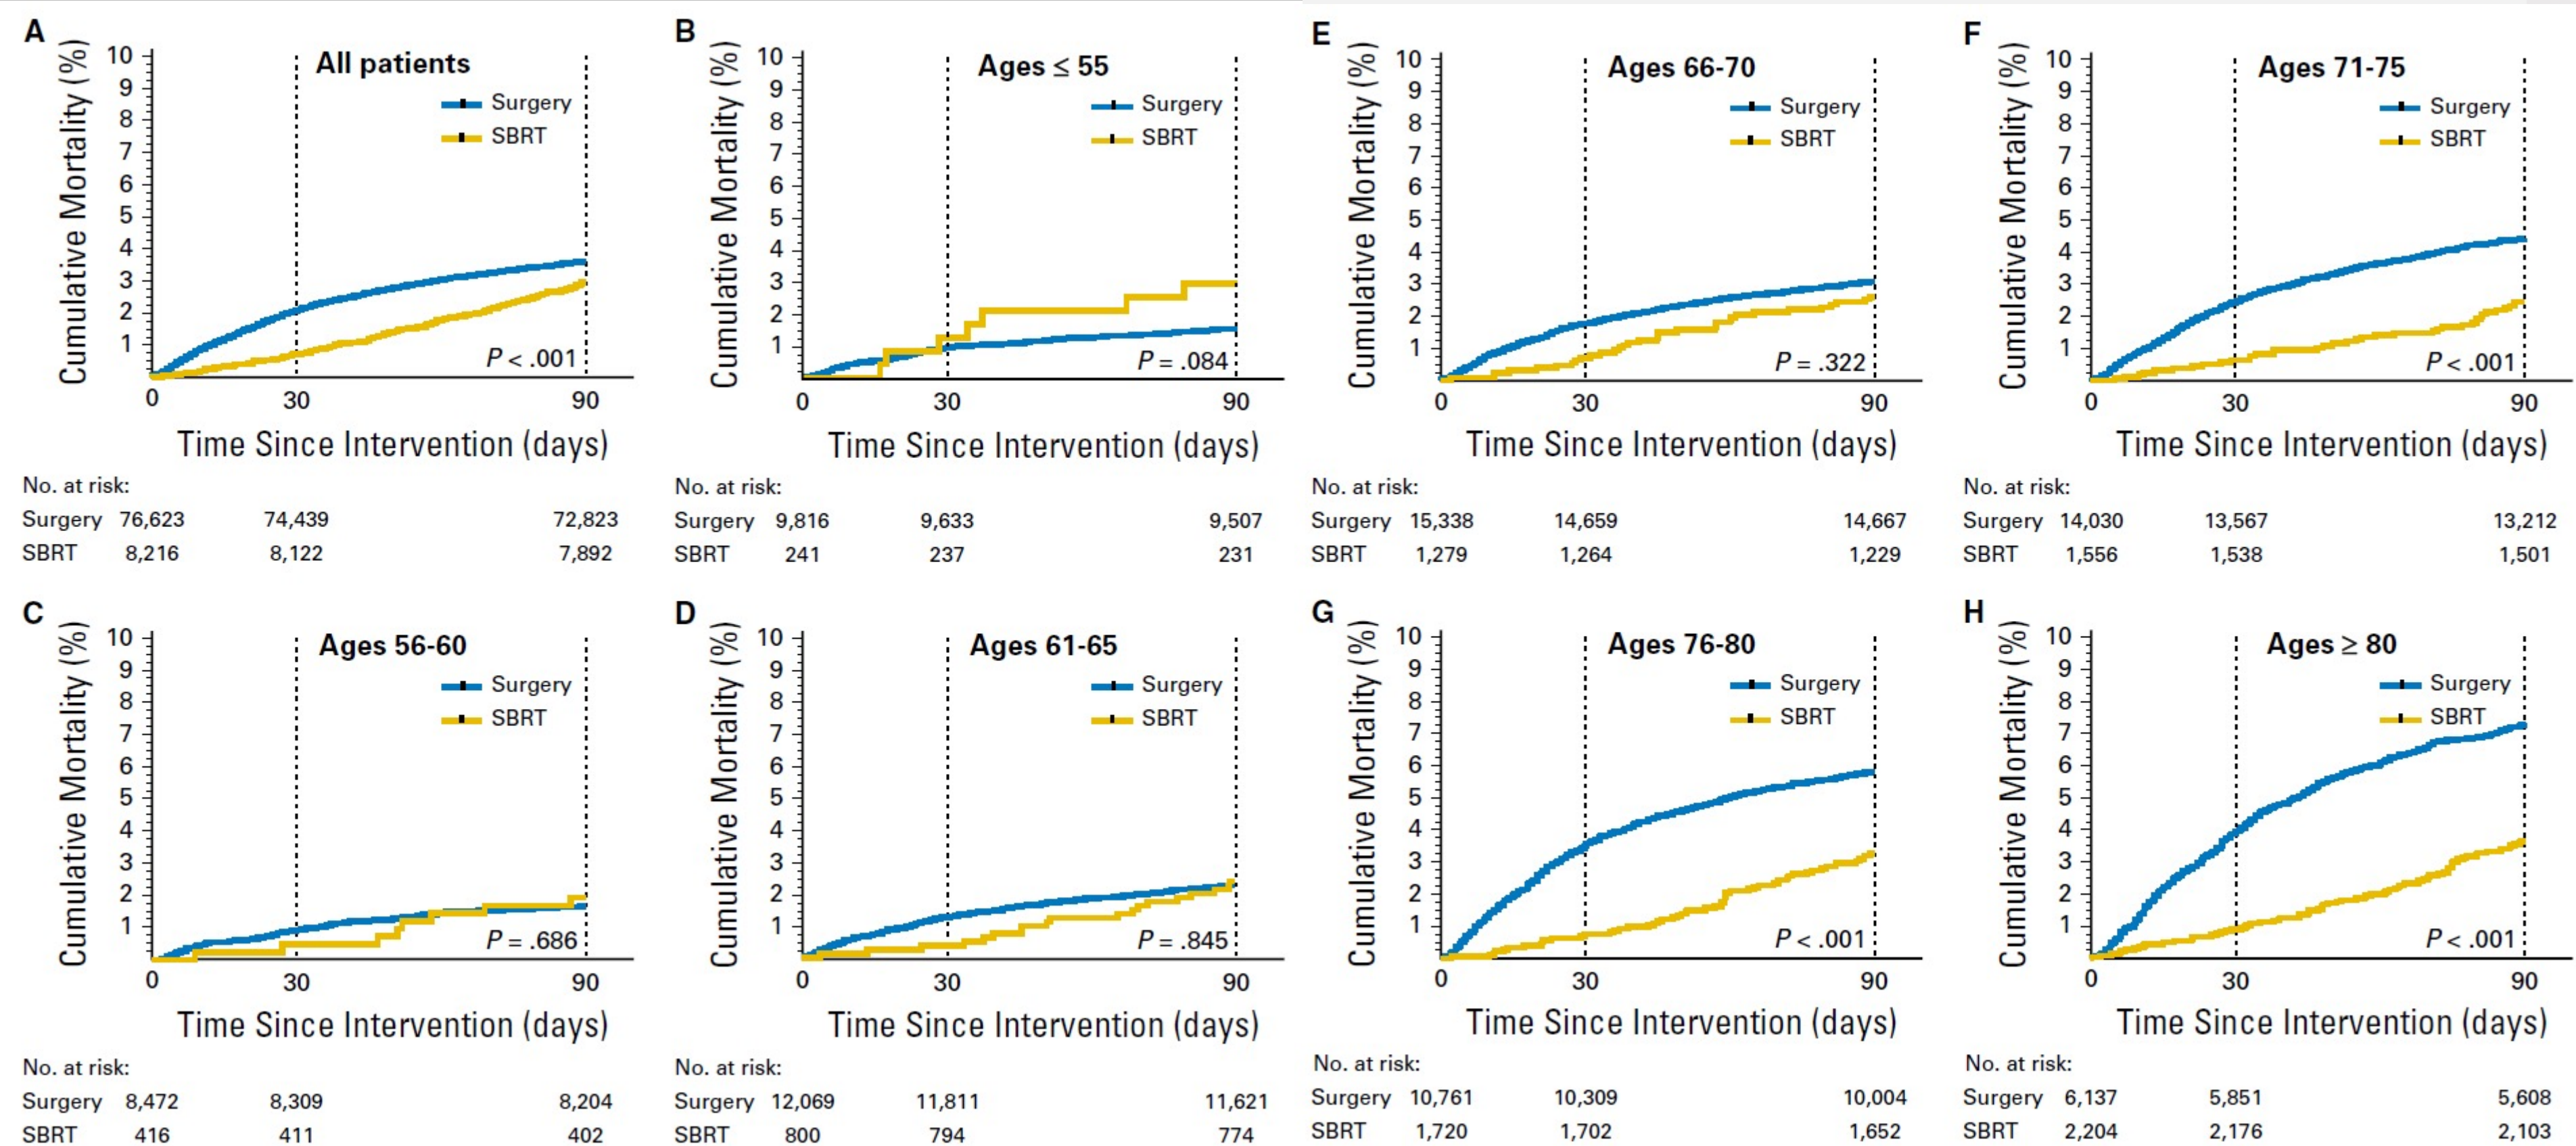 A
All patients
Cumulative Mortality (%)
10
9
8
7
6
5
4
3
2
1
Surgery
SBRT
P < .001
0 30 90
Time Since Intervention (days)
No. at risk:
Surgery 76,623 74,439 72,823
SBRT 8,216 8,122 7,892
B
Ages ≤ 55
Cumulative Mortality (%)
10
9
8
7
6
5
4
3
2
1
Surgery
SBRT
P = .084
0 30 90
Time Since Intervention (days)
No. at risk:
Surgery 9,816 9,633 9,507
SBRT 241 237 231
E
Ages 66-70
Cumulative Mortality (%)
10
9
8
7
6
5
4
3
2
1
Surgery
SBRT
P = .322
0 30 90
Time Since Intervention (days)
No. at risk:
Surgery 15,338 14,659 14,667
SBRT 1,279 1,264 1,229
F
Ages 71-75
Cumulative Mortality (%)
10
9
8
7
6
5
4
3
2
1
Surgery
SBRT
P < .001
0 30 90
Time Since Intervention (days)
No. at risk:
Surgery 14,030 13,567 13,212
SBRT 1,556 1,538 1,501
C
Ages 56-60
Cumulative Mortality (%)
10
9
8
7
6
5
4
3
2
1
Surgery
SBRT
P = .686
0 30 90
Time Since Intervention (days)
No. at risk:
Surgery 8,472 8,309 8,204
SBRT 416 411 402
D
Ages 61-65
Cumulative Mortality (%)
10
9
8
7
6
5
4
3
2
1
Surgery
SBRT
P = .845
0 30 90
Time Since Intervention (days)
No. at risk:
Surgery 12,069 11,811 11,621
SBRT 800 794 774
G
Ages 76-80
Cumulative Mortality (%)
10
9
8
7
6
5
4
3
2
1
Surgery
SBRT
P < .001
0 30 90
Time Since Intervention (days)
No. at risk:
Surgery 10,761 10,309 10,004
SBRT 1,720 1,702 1,652
H
Ages ≥ 80
Cumulative Mortality (%)
10
9
8
7
6
5
4
3
2
1
Surgery
SBRT
P < .001
0 30 90
Time Since Intervention (days)
No. at risk:
Surgery 6,137 5,851 5,608
SBRT 2,204 2,176 2,103